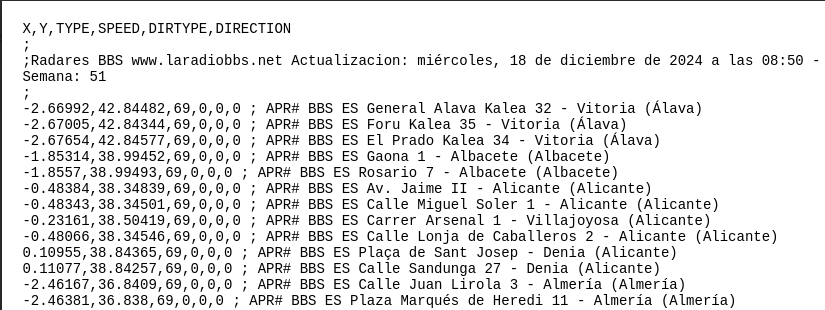 X,Y,TYPE,SPEED,DIRTYPE,DIRECTION
;
;Radares BBS www.laradiobbs.net Actualizacion: miércoles, 18 de diciembre de 2024 a las 08:50 -
Semana: 51
;
-2.66992,42.84482,69,0,0,0 ; APR# BBS ES General Alava Kalea 32 - Vitoria (Álava)
-2.67005,42.84344,69,0,0,0 ; APR# BBS ES Foru Kalea 35 - Vitoria (Álava)
-2.67654,42.84577,69,0,0,0 ; APR# BBS ES El Prado Kalea 34 - Vitoria (Álava)
-1.85314,38.99452,69,0,0,0 ; APR# BBS ES Gaona 1 - Albacete (Albacete)
-1.8557,38.99493,69,0,0,0 ; APR# BBS ES Rosario 7 - Albacete (Albacete)
-0.48384,38.34839,69,0,0,0 ; APR# BBS ES Av. Jaime II - Alicante (Alicante)
-0.48343,38.34501,69,0,0,0 ; APR# BBS ES Calle Miguel Soler 1 - Alicante (Alicante)
-0.23161,38.50419,69,0,0,0 ; APR# BBS ES Carrer Arsenal 1 - Villajoyosa (Alicante)
-0.48066,38.34546,69,0,0,0 ; APR# BBS ES Calle Lonja de Caballeros 2 - Alicante (Alicante)
0.10955,38.84365,69,0,0,0 ; APR# BBS ES Plaça de Sant Josep - Denia (Alicante)
0.11077,38.84257,69,0,0,0 ; APR# BBS ES Calle Sandunga 27 - Denia (Alicante)
-2.46167,36.8409,69,0,0,0 ; APR# BBS ES Calle Juan Lirola 3 - Almería (Almería)
-2.46381,36.838,69,0,0,0 ; APR# BBS ES Plaza Marqués de Heredi 11 - Almería (Almería)